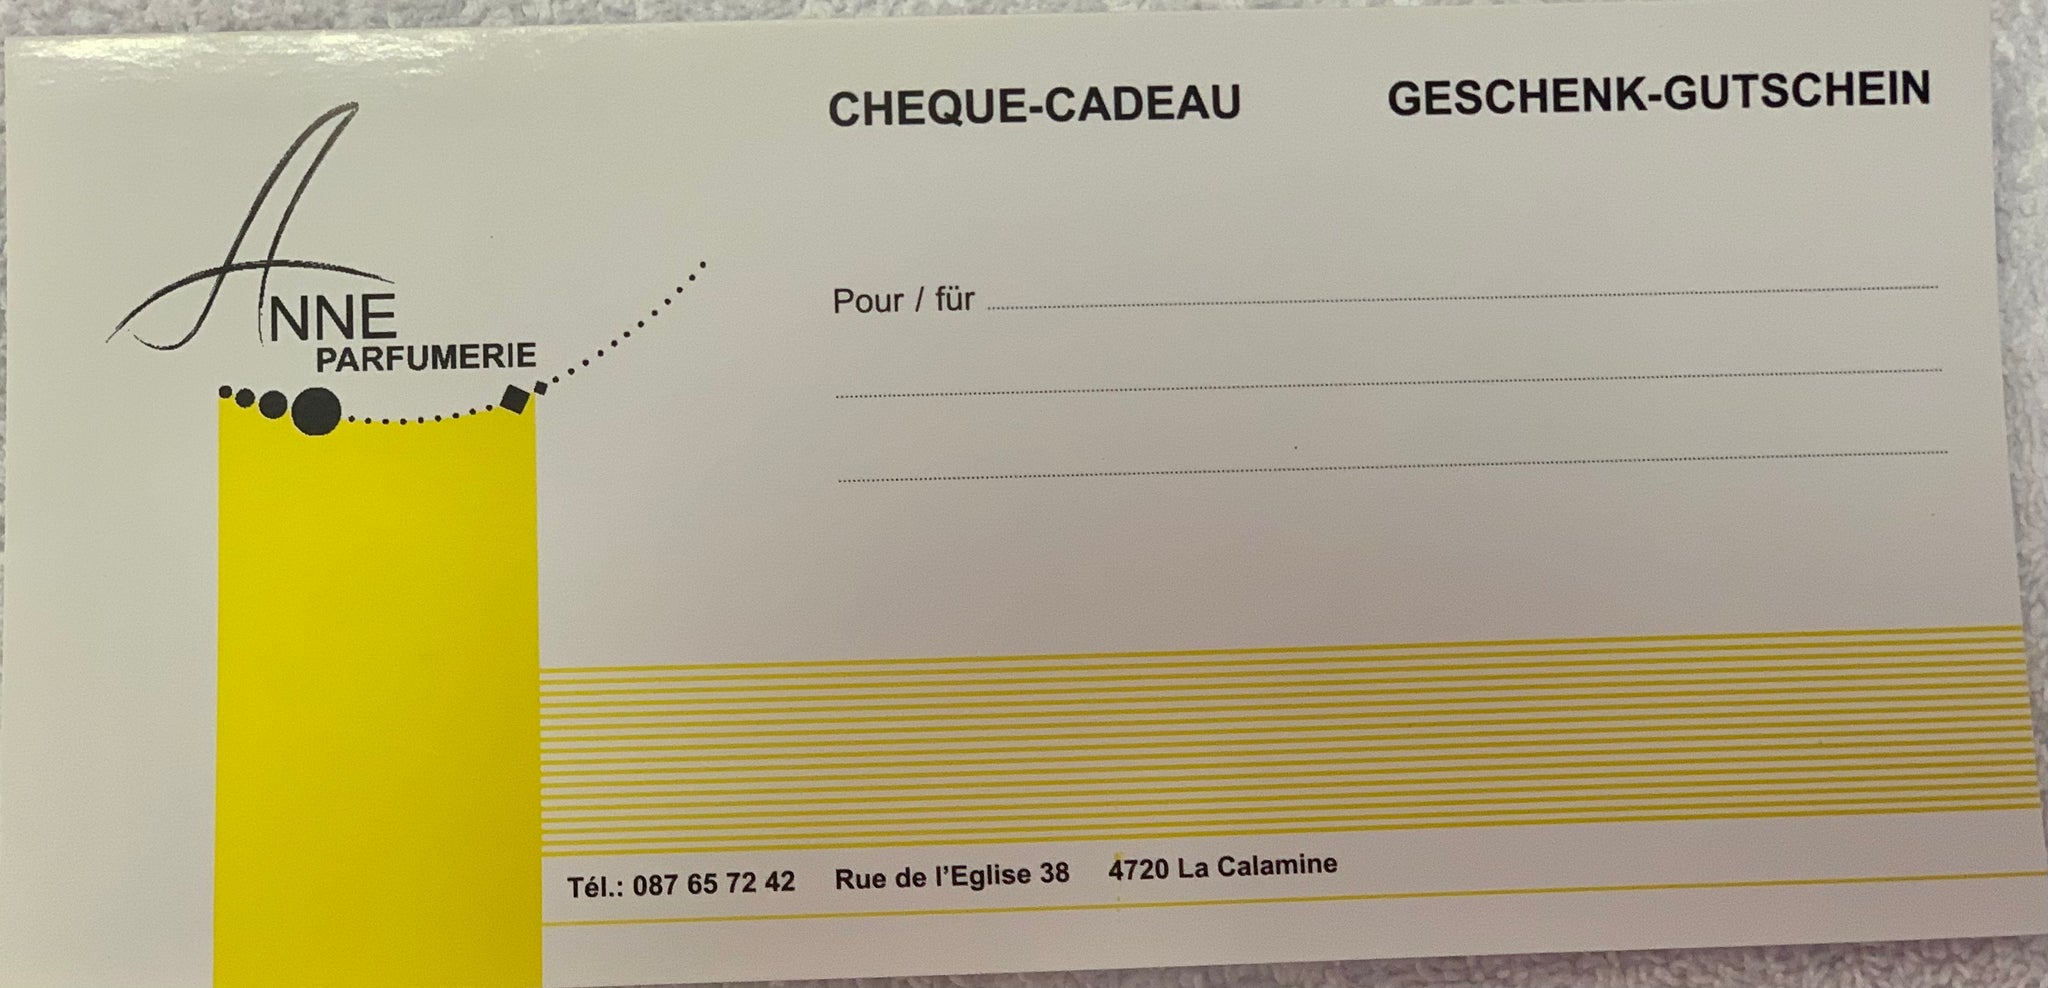 ANNE
PARFUMERIE
CHEQUE-CADEAU GESCHENK-GUTSCHEIN
Pour / für
Tél.: 087 65 72 42 Rue de l'Eglise 38 4720 La Calamine